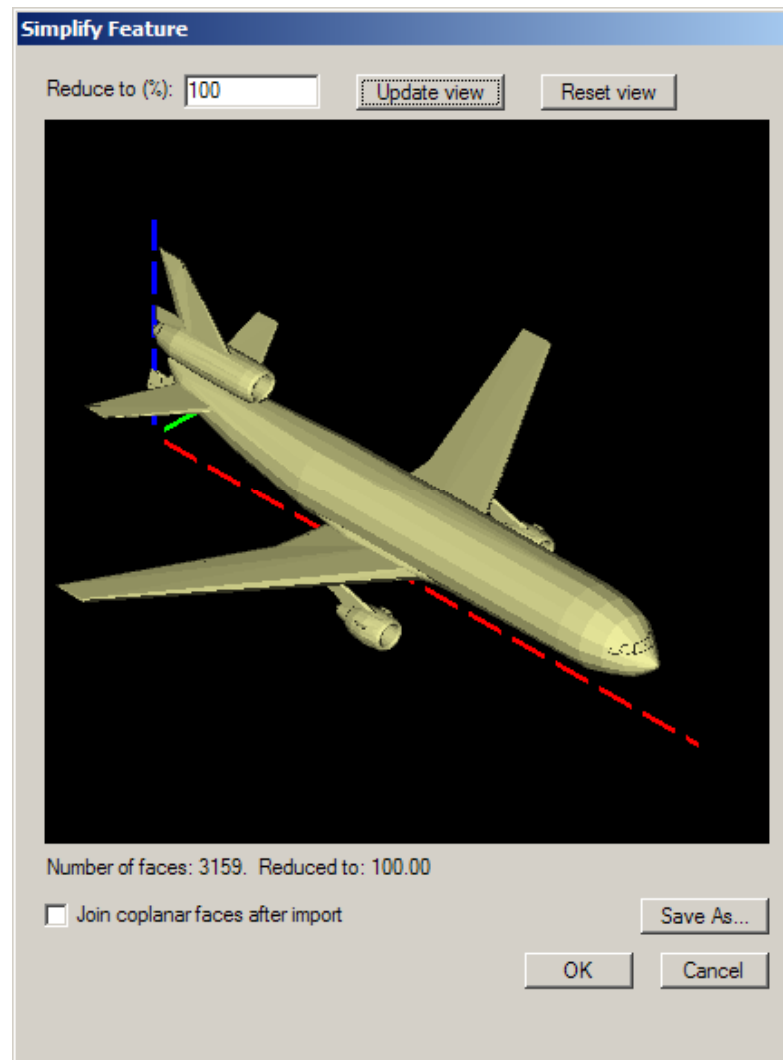 Simplify Feature
Reduce to (%): 100 Update view Reset view
Number of faces: 3159. Reduced to: 100.00
Join coplanar faces after import
Save As...
OK Cancel